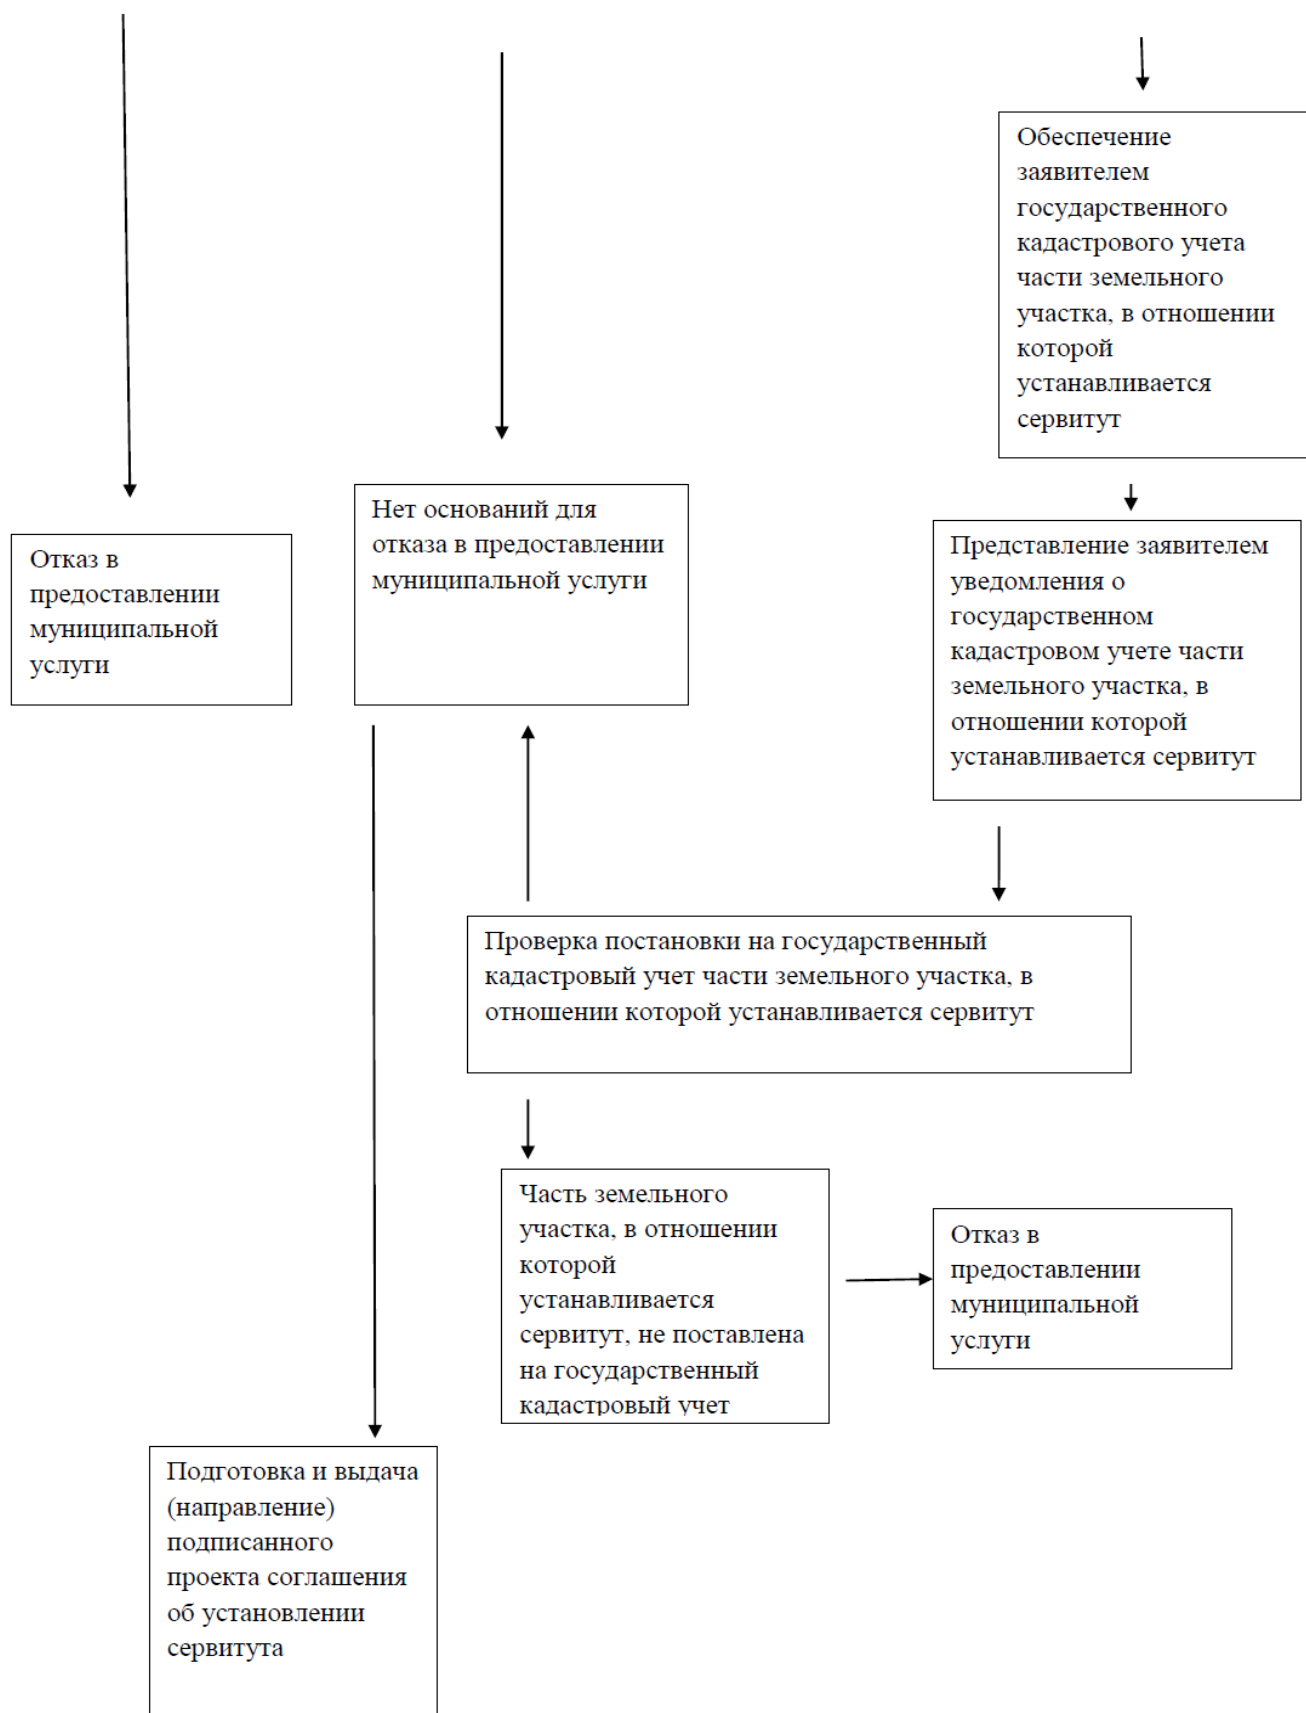 Обеспечение
заявителем
государственного
кадастрового учета
части земельного
участка, в отношении
которой
устанавливается
сервитут
Отказ в
предоставлении
муниципальной
услуги
Нет оснований для
отказа в предоставлении
муниципальной услуги
Представление заявителем
уведомления о
государственном
кадастровом учете части
земельного участка, в
отношении которой
устанавливается сервитут
Проверка постановки на государственный
кадастровый учет части земельного участка, в
отношении которой устанавливается сервитут
Часть земельного
участка, в отношении
которой
устанавливается
сервитут, не поставлена
на государственный
кадастровый учет
Отказ в
предоставлении
муниципальной
услуги
Подготовка и выдача
(направление)
подписанного
проекта соглашения
об установлении
сервитута